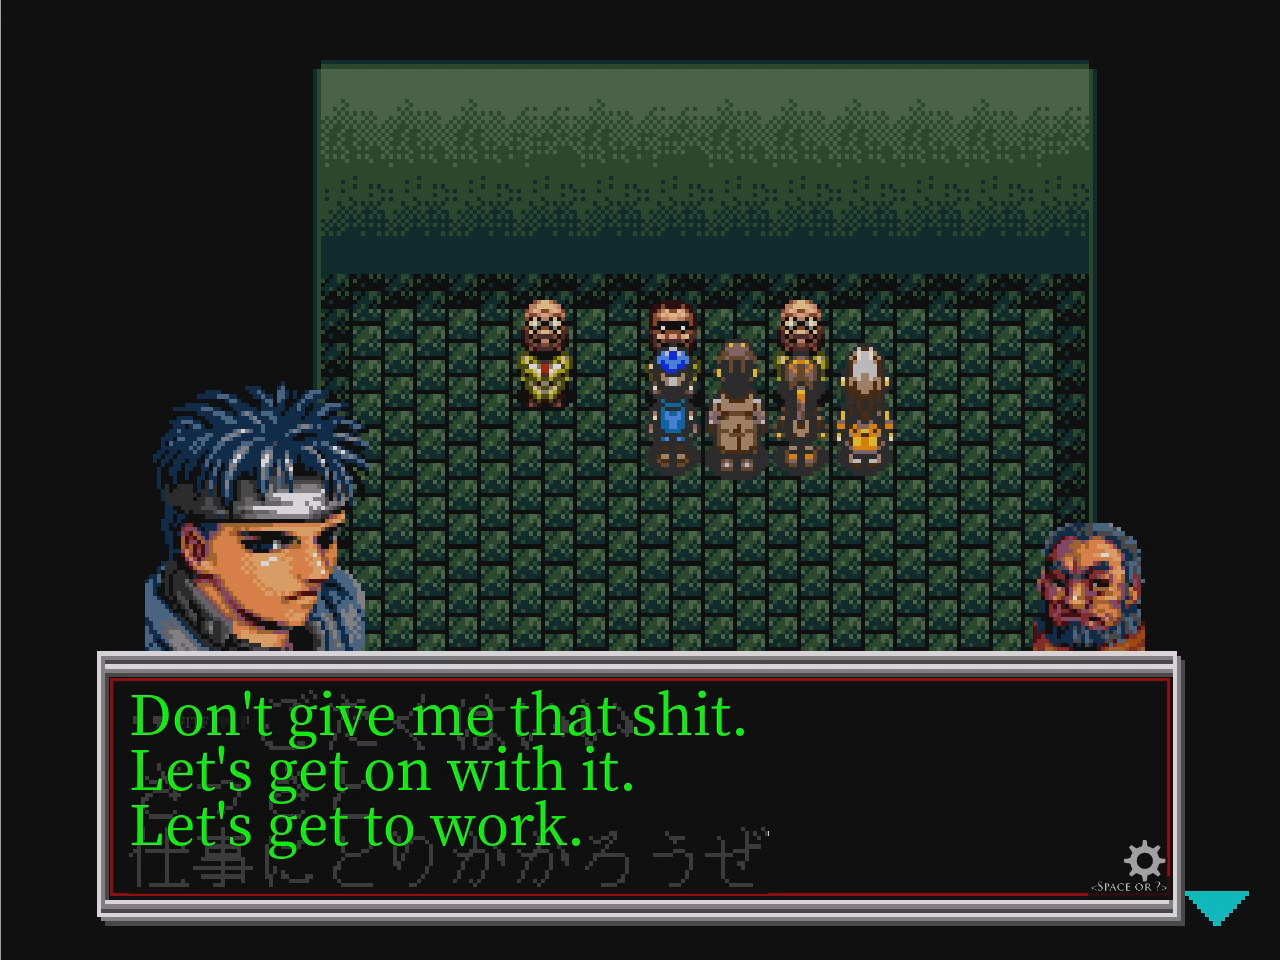 Don't give me that shit.
Let's get on with it.
Let's get to work.
仕事にとりかかろうぜ
<SPACE OR ?>